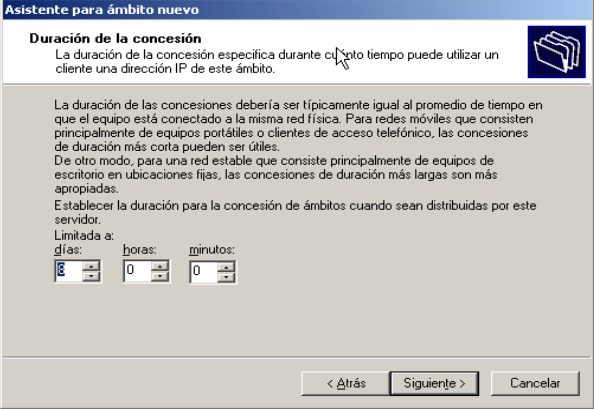 Asistente para ámbito nuevo
Duración de la concesión
La duración de la concesión especifica durante cuánto tiempo puede utilizar un
cliente una dirección IP de este ámbito.
La duración de las concesiones debería ser típicamente igual al promedio de tiempo en
que el equipo está conectado a la misma red física. Para redes móviles que consisten
principalmente de equipos portátiles o clientes de acceso telefónico, las concesiones
de duración más corta pueden ser útiles.
De otro modo, para una red estable que consiste principalmente de equipos de
escritorio en ubicaciones fijas, las concesiones de duración más largas son más
apropiadas.
Establecer la duración para la concesión de ámbitos cuando sean distribuidas por este
servidor.
Limitada a:
días: horas: minutos:
8 0 0
< Atrás Siguiente > Cancelar